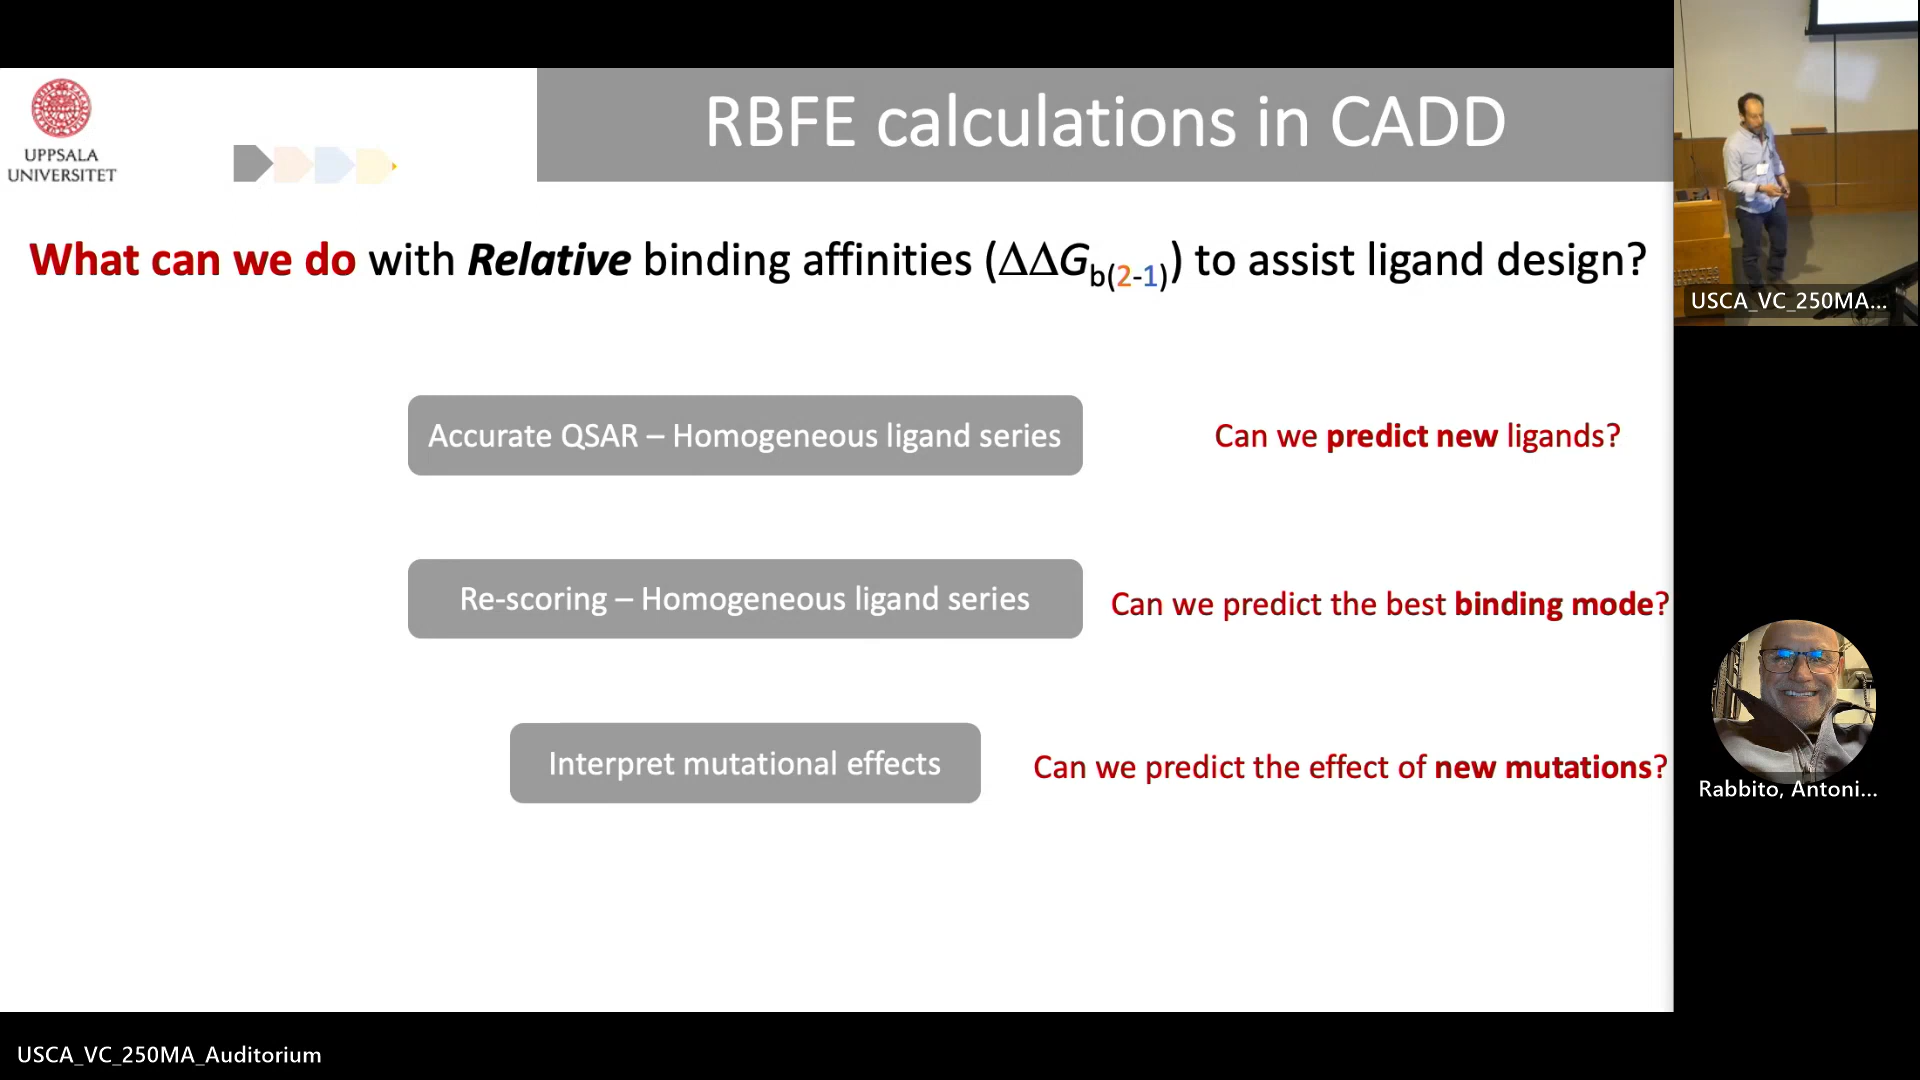 UPPSALA
UNIVERSITET
RBFE calculations in CADD
What can we do with Relative binding affinities (ΔΔGb(2-1)) to assist ligand design?
Accurate QSAR – Homogeneous ligand series
Can we predict new ligands?
Re-scoring – Homogeneous ligand series
Can we predict the best binding mode?
Interpret mutational effects
Can we predict the effect of new mutations?
USCA_VC_250MA...
Rabbito, Antoni...
USCA_VC_250MA_Auditorium